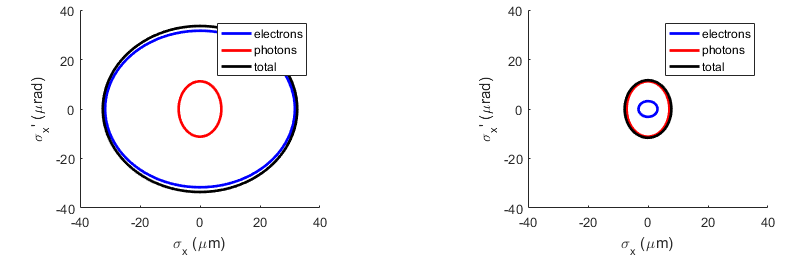 40
20
0
-20
-40
σx' (μrad)
-40 -20 0 20 40
σx (μm)
electrons
photons
total
40
20
0
-20
-40
σx' (μrad)
-40 -20 0 20 40
σx (μm)
electrons
photons
total